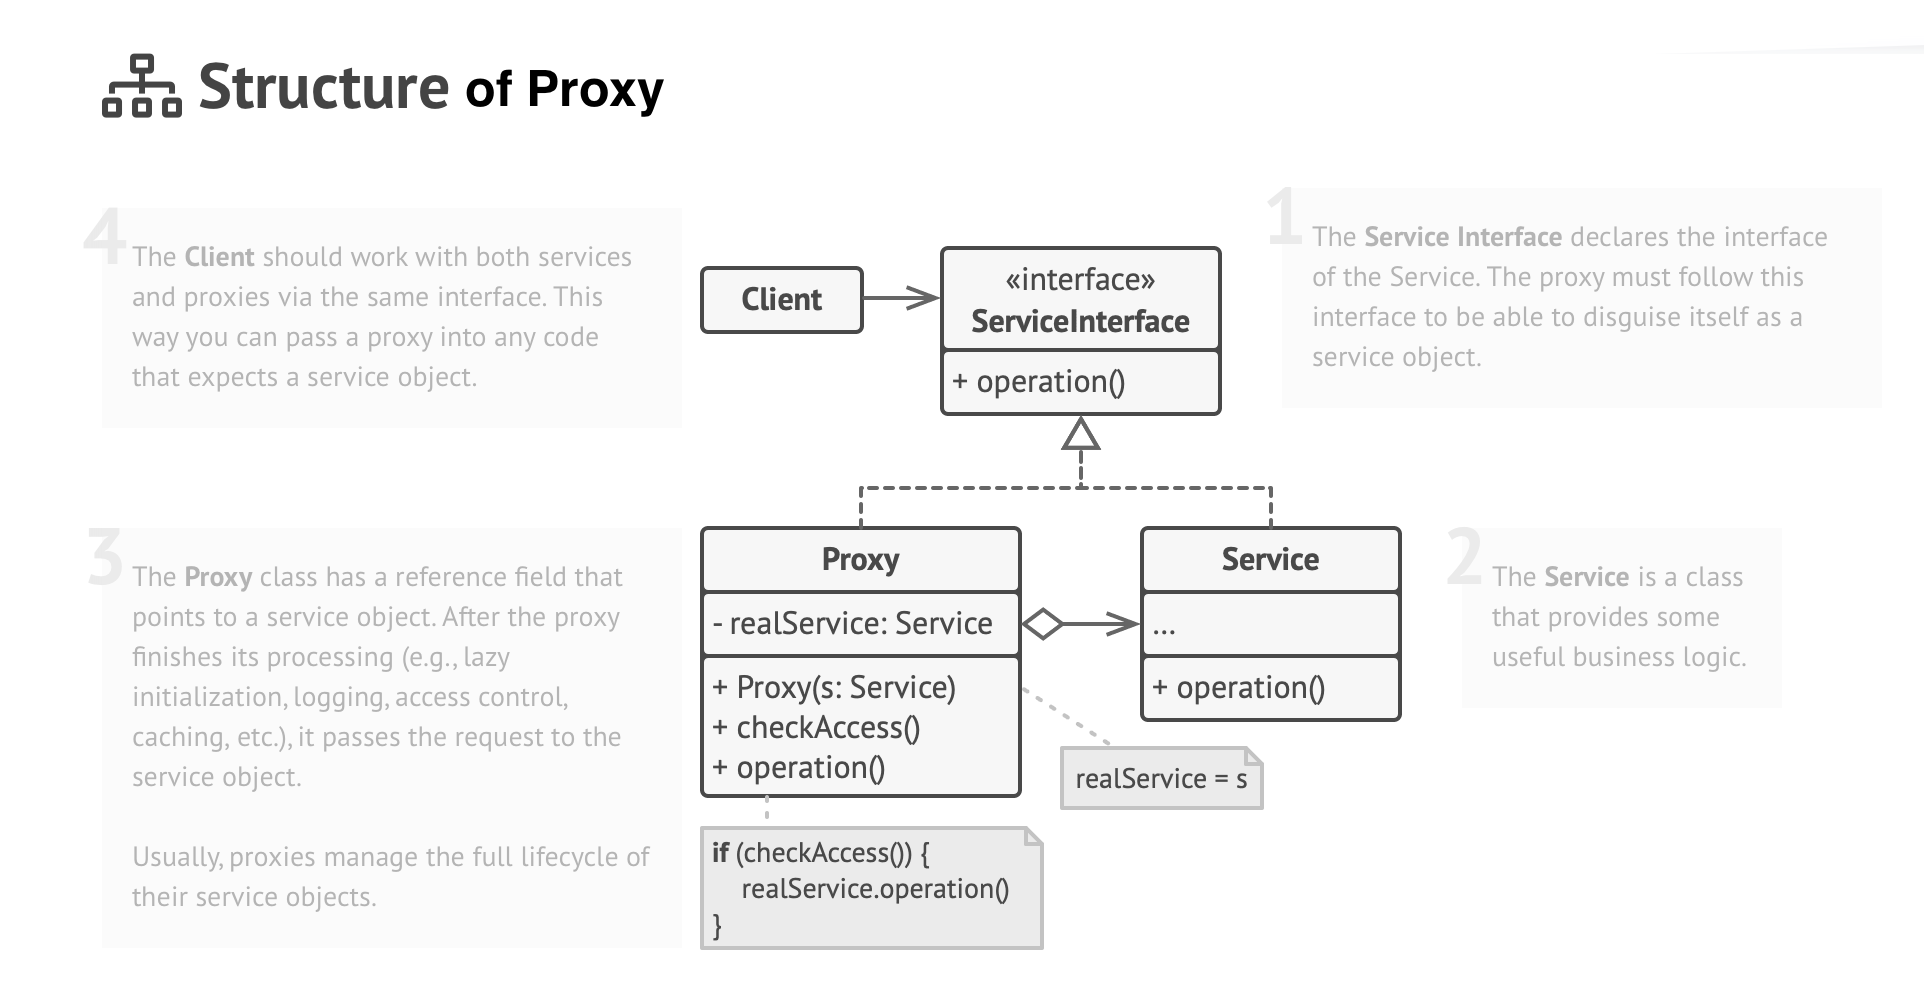 Structure of Proxy
4
The Client should work with both services
and proxies via the same interface. This
way you can pass a proxy into any code
that expects a service object.
Client
«interface»
ServiceInterface
+ operation()
1
The Service Interface declares the interface
of the Service. The proxy must follow this
interface to be able to disguise itself as a
service object.
3
The Proxy class has a reference field that
points to a service object. After the proxy
finishes its processing (e.g., lazy
initialization, logging, access control,
caching, etc.), it passes the request to the
service object.
Usually, proxies manage the full lifecycle of
their service objects.
Proxy
- realService: Service
+ Proxy(s: Service)
+ checkAccess()
+ operation()
Service
...
+ operation()
2
The Service is a class
that provides some
useful business logic.
realService = s
if (checkAccess()) {
realService.operation()
}